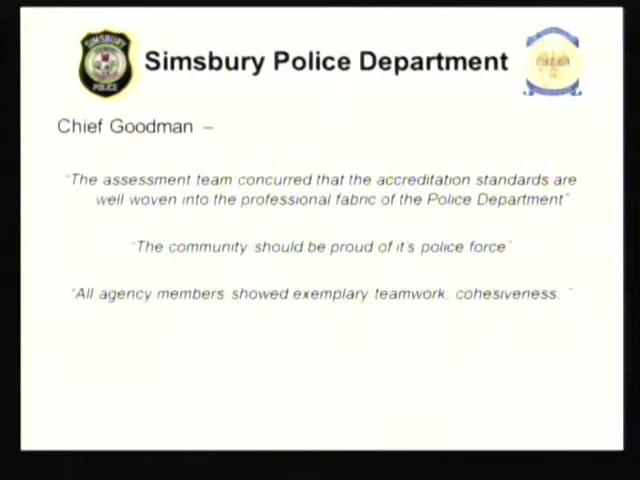 SIMSBURY
POLICE
Simsbury Police Department
Chief Goodman –
"The assessment team concurred that the accreditation standards are
well woven into the professional fabric of the Police Department"
"The community should be proud of it's police force"
"All agency members showed exemplary teamwork, cohesiveness. "